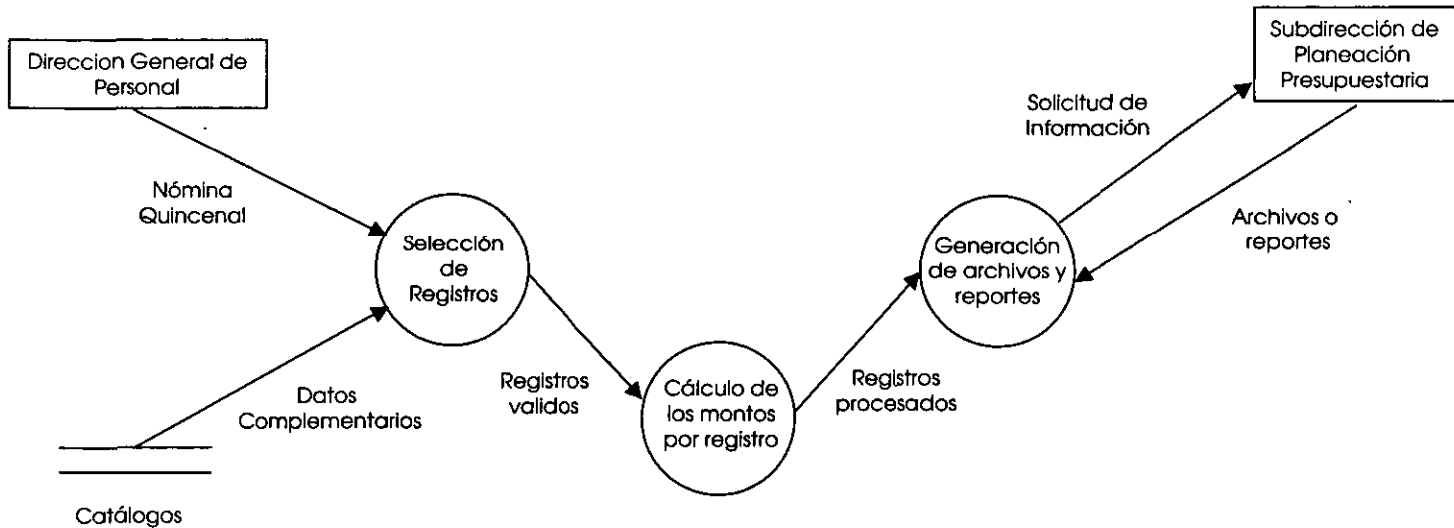 Direccion General de
Personal
Subdirección de
Planeación
Presupuestaria
Solicitud de
Información
Nómina
Quincenal
Archivos o
reportes
Selección
de
Registros
Generación
de archivos y
reportes
Datos
Complementarios
Registros
validos
Cálculo de
los montos
por registro
Registros
procesados
Catálogos